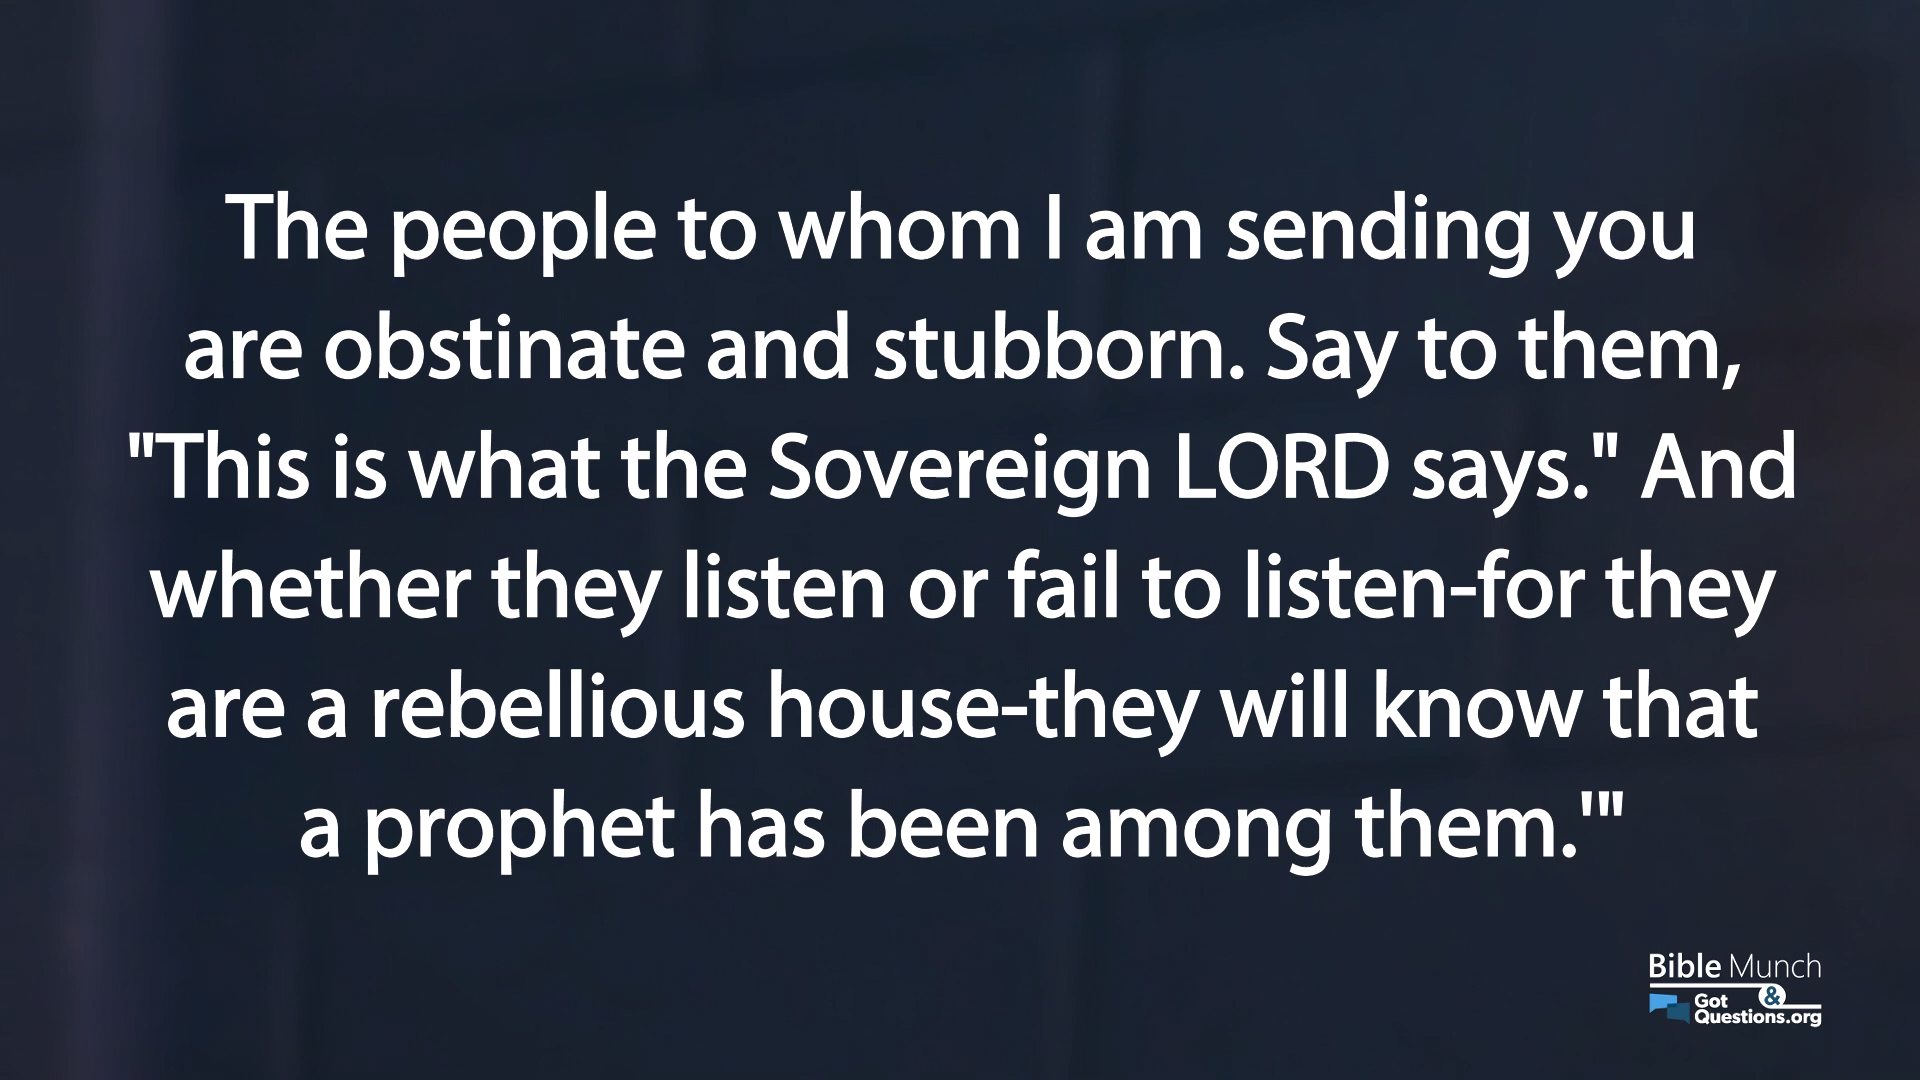 The people to whom I am sending you
are obstinate and stubborn. Say to them,
"This is what the Sovereign LORD says." And
whether they listen or fail to listen-for they
are a rebellious house-they will know that
a prophet has been among them.'"
Bible Munch
&
Got
Questions.org